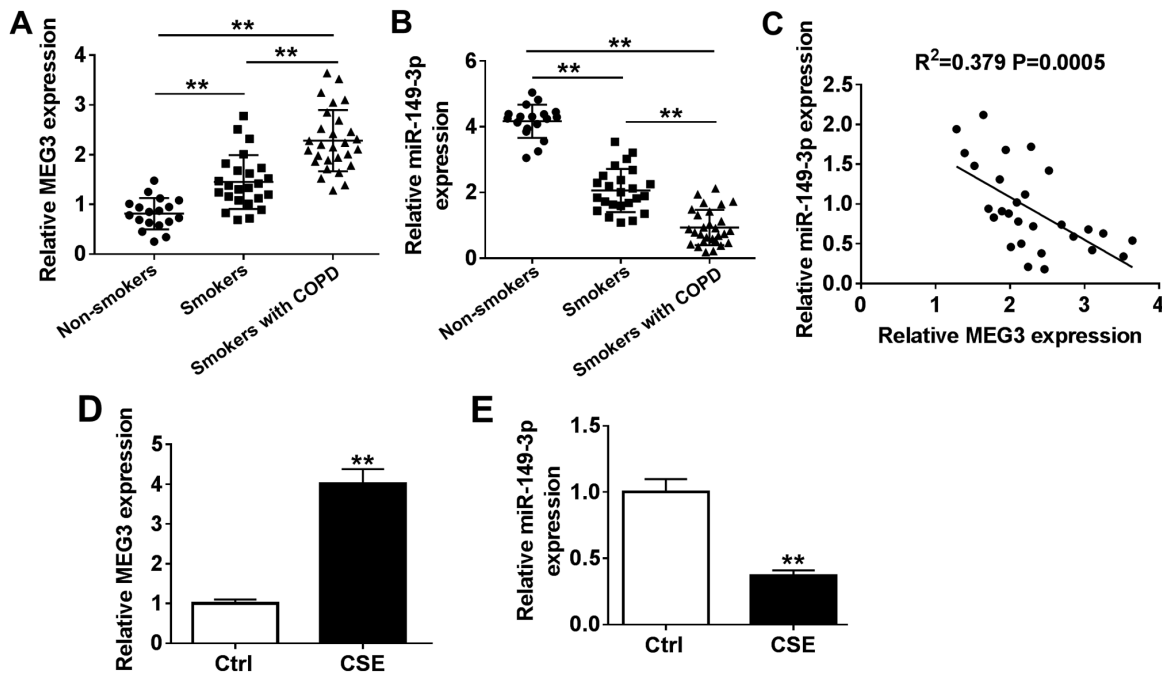 A
Relative MEG3 expression
4
3
2
1
0
**
**
**
Non-smokers
Smokers
Smokers with COPD
B
Relative miR-149-3p
expression
6
4
2
0
**
**
**
Non-smokers
Smokers
Smokers with COPD
C
R²=0.379 P=0.0005
Relative miR-149-3p expression
2.5
2.0
1.5
1.0
0.5
0.0
0 1 2 3 4
Relative MEG3 expression
D
Relative MEG3 expression
5
4
3
2
1
0
**
Ctrl CSE
E
Relative miR-149-3p
expression
1.5
1.0
0.5
0.0
**
Ctrl CSE